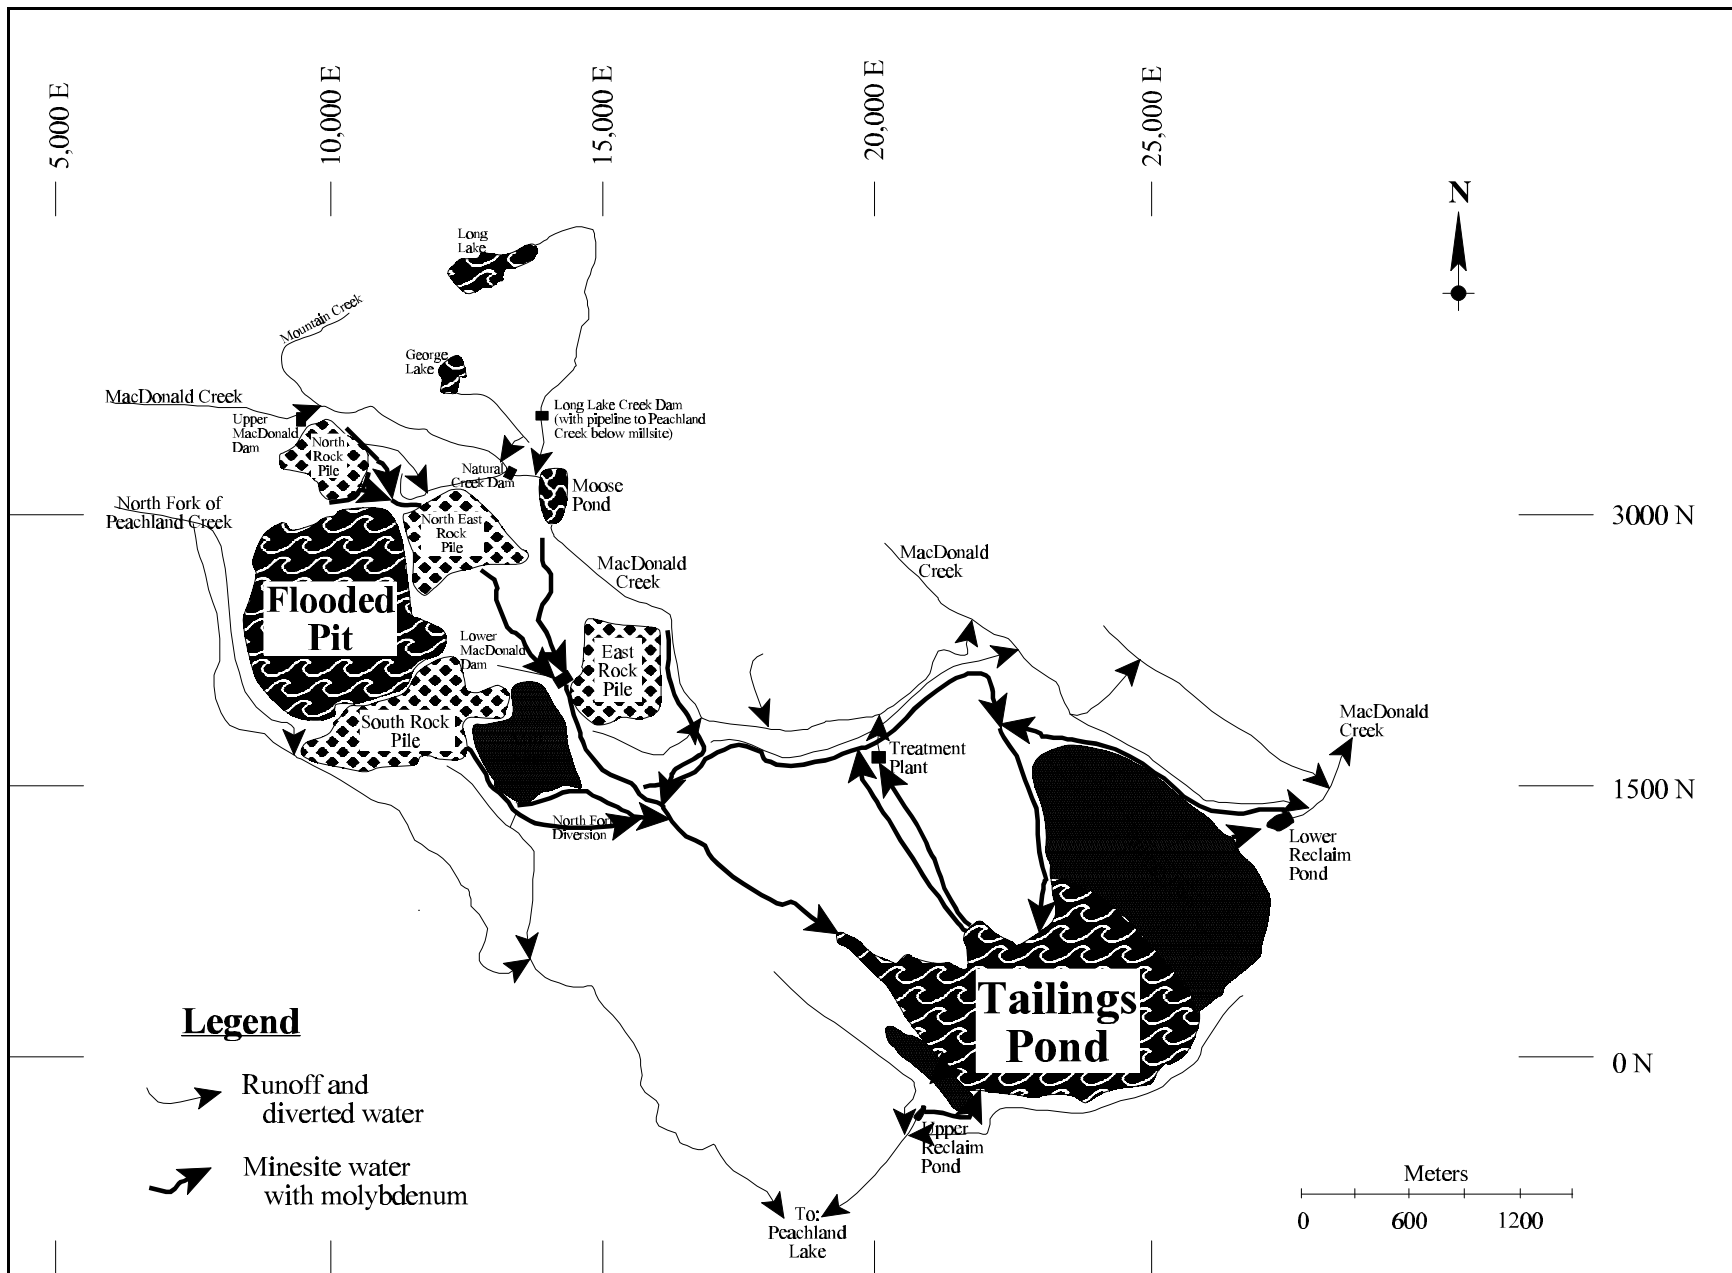 5,000 E
10,000 E
15,000 E
20,000 E
25,000 E
N
Long
Lake
Mountain Creek
George
Lake
MacDonald Creek
Upper
MacDonald
Dam
Long Lake Creek Dam
(with pipeline to Peachland
Creek below millsite)
North
Rock
Pile
Natural
Creek Dam
Moose
Pond
North Fork of
Peachland Creek
North East
Rock
Pile
3000 N
MacDonald
Creek
MacDonald
Creek
Flooded
Pit
Lower
MacDonald
Dam
East
Rock
Pile
South Rock
Pile
MacDonald
Creek
Treatment
Plant
1500 N
North Fork
Diversion
Lower
Reclaim
Pond
Tailings
Pond
Legend
0 N
Runoff and
diverted water
Upper
Reclaim
Pond
Minesite water
with molybdenum
To:
Peachland
Lake
Meters
0 600 1200